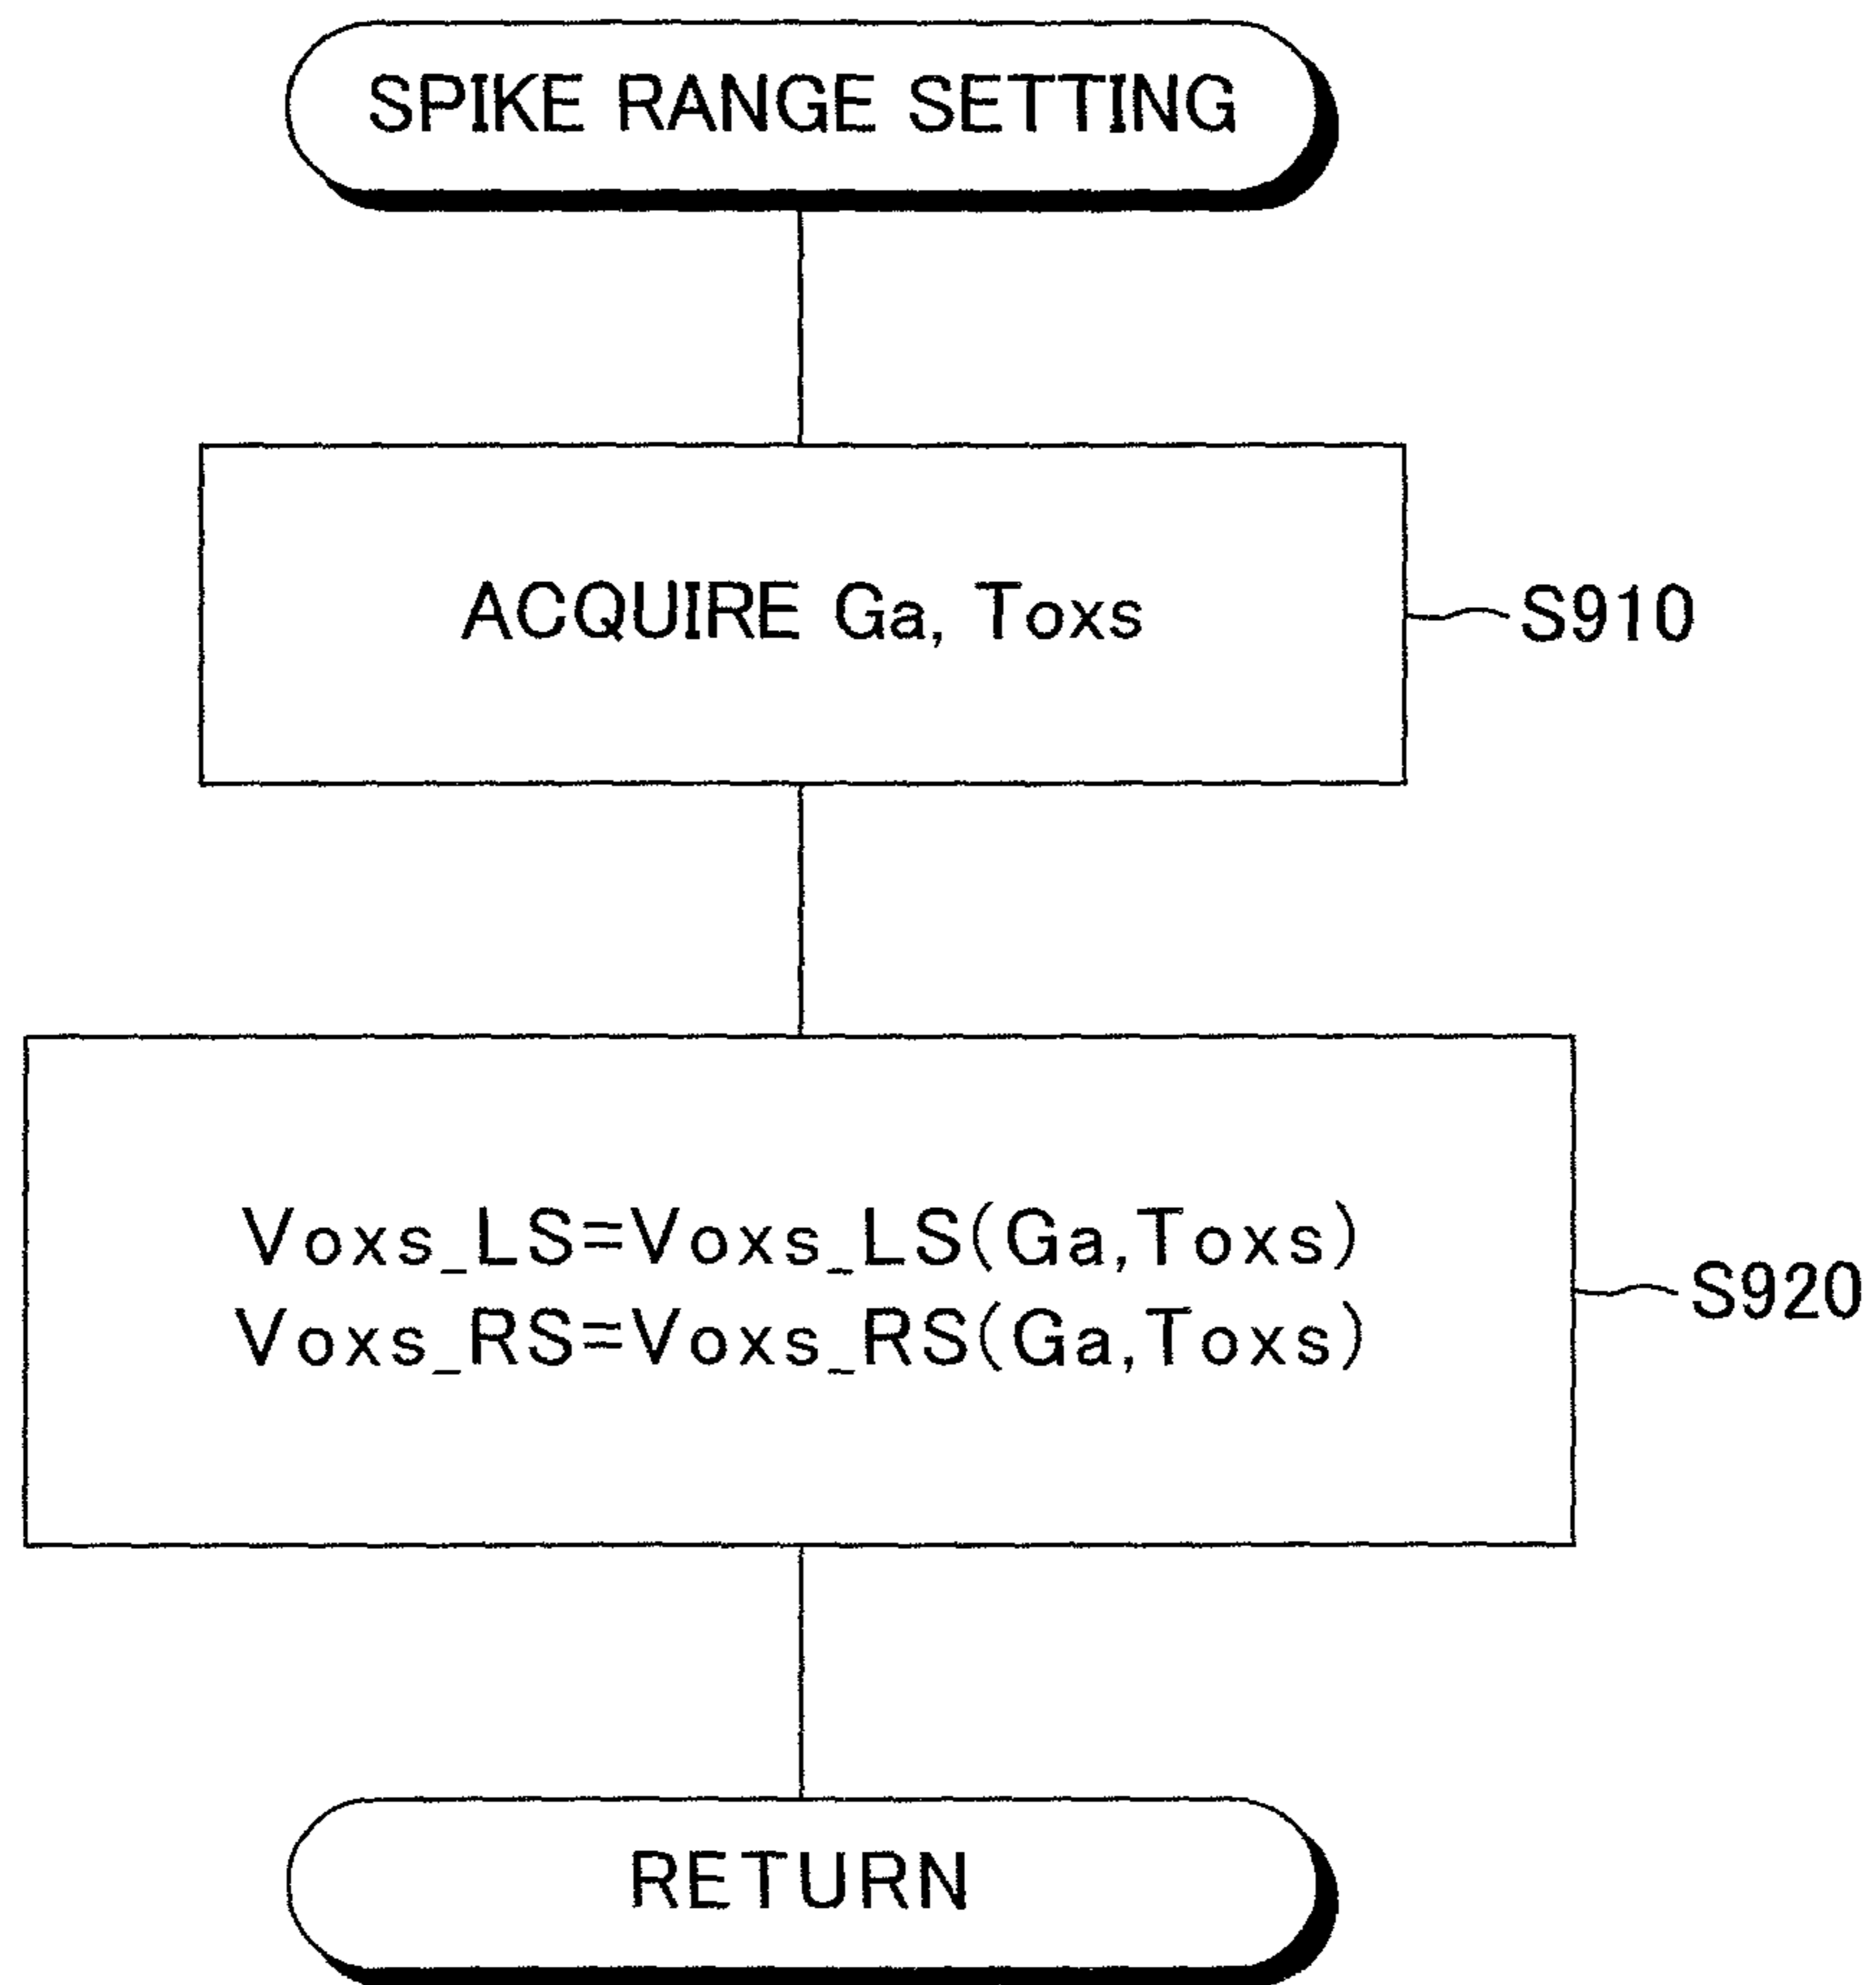 SPIKE RANGE SETTING
ACQUIRE Ga, Toxs
S910
Voxs_LS=Voxs_LS(Ga,Toxs)
Voxs_RS=Voxs_RS(Ga,Toxs)
S920
RETURN